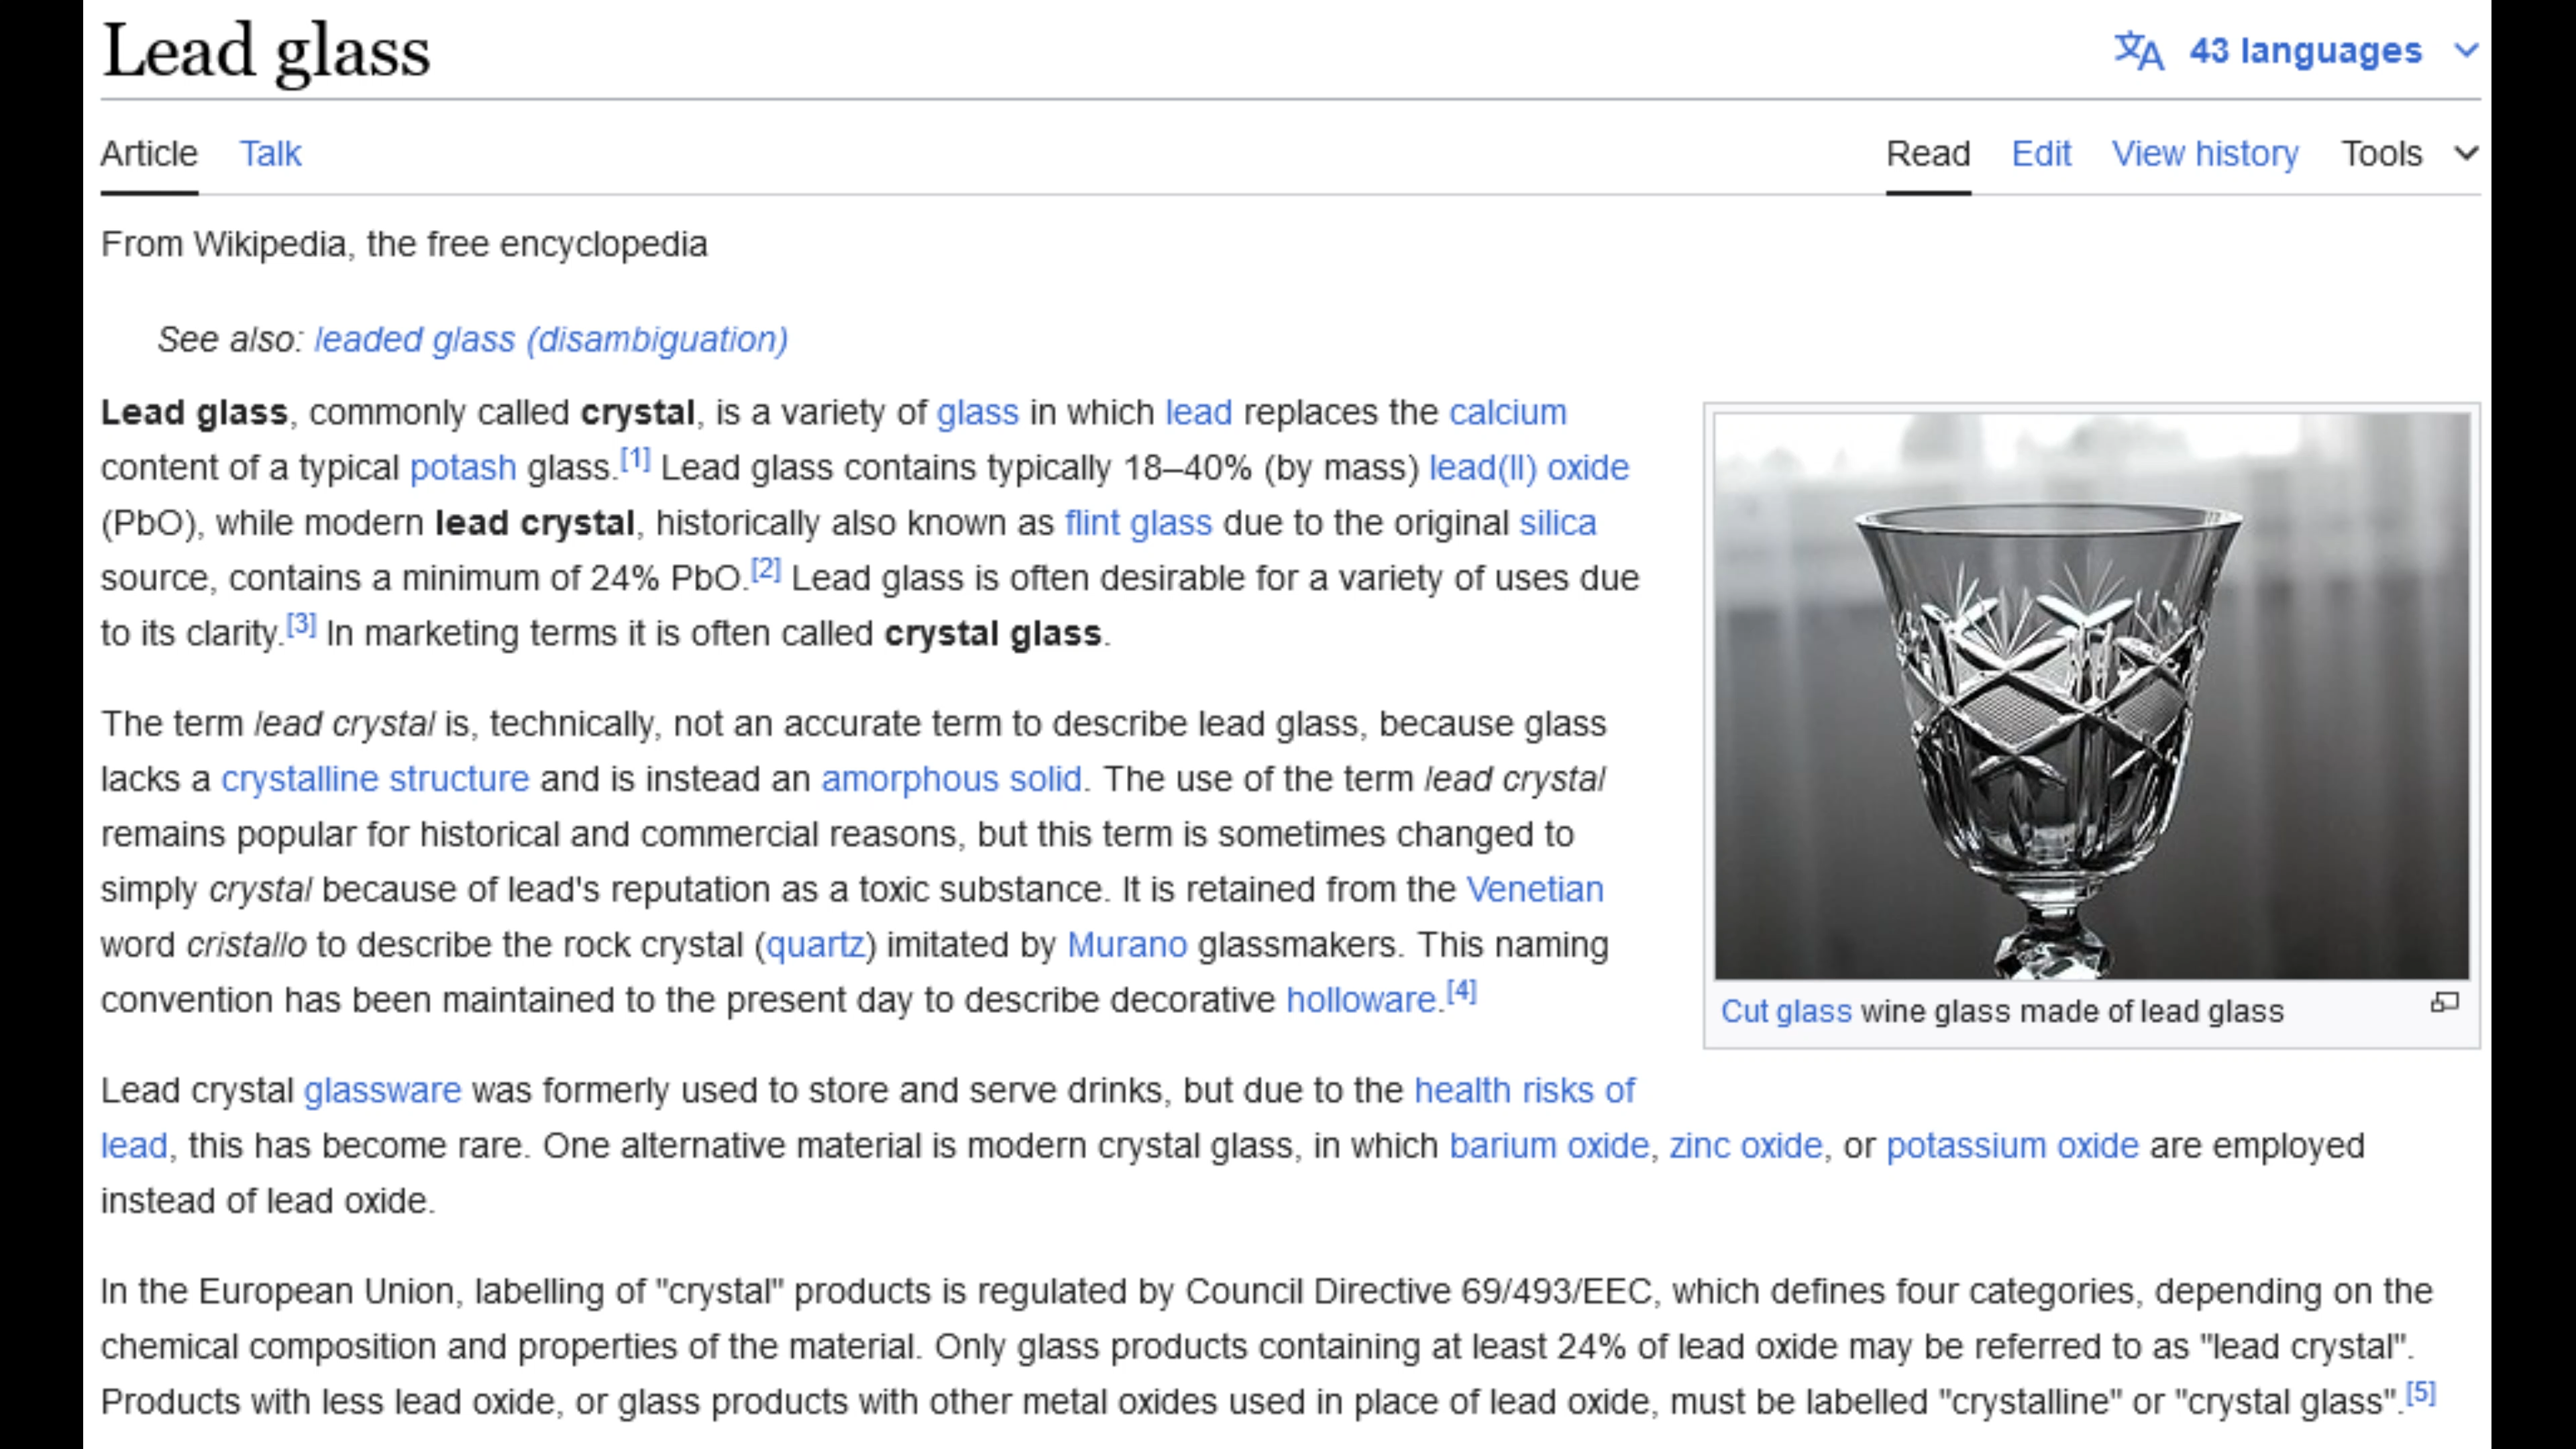 Lead glass
43 languages
Article Talk
Read Edit View history Tools
From Wikipedia, the free encyclopedia
See also: leaded glass (disambiguation)
Lead glass, commonly called crystal, is a variety of glass in which lead replaces the calcium
content of a typical potash glass.[1] Lead glass contains typically 18–40% (by mass) lead(II) oxide
(PbO), while modern lead crystal, historically also known as flint glass due to the original silica
source, contains a minimum of 24% PbO.[2] Lead glass is often desirable for a variety of uses due
to its clarity.[3] In marketing terms it is often called crystal glass.
The term lead crystal is, technically, not an accurate term to describe lead glass, because glass
lacks a crystalline structure and is instead an amorphous solid. The use of the term lead crystal
remains popular for historical and commercial reasons, but this term is sometimes changed to
simply crystal because of lead's reputation as a toxic substance. It is retained from the Venetian
word cristallo to describe the rock crystal (quartz) imitated by Murano glassmakers. This naming
convention has been maintained to the present day to describe decorative holloware.[4]
Cut glass wine glass made of lead glass
Lead crystal glassware was formerly used to store and serve drinks, but due to the health risks of
lead, this has become rare. One alternative material is modern crystal glass, in which barium oxide, zinc oxide, or potassium oxide are employed
instead of lead oxide.
In the European Union, labelling of "crystal" products is regulated by Council Directive 69/493/EEC, which defines four categories, depending on the
chemical composition and properties of the material. Only glass products containing at least 24% of lead oxide may be referred to as "lead crystal".
Products with less lead oxide, or glass products with other metal oxides used in place of lead oxide, must be labelled "crystalline" or "crystal glass".[5]